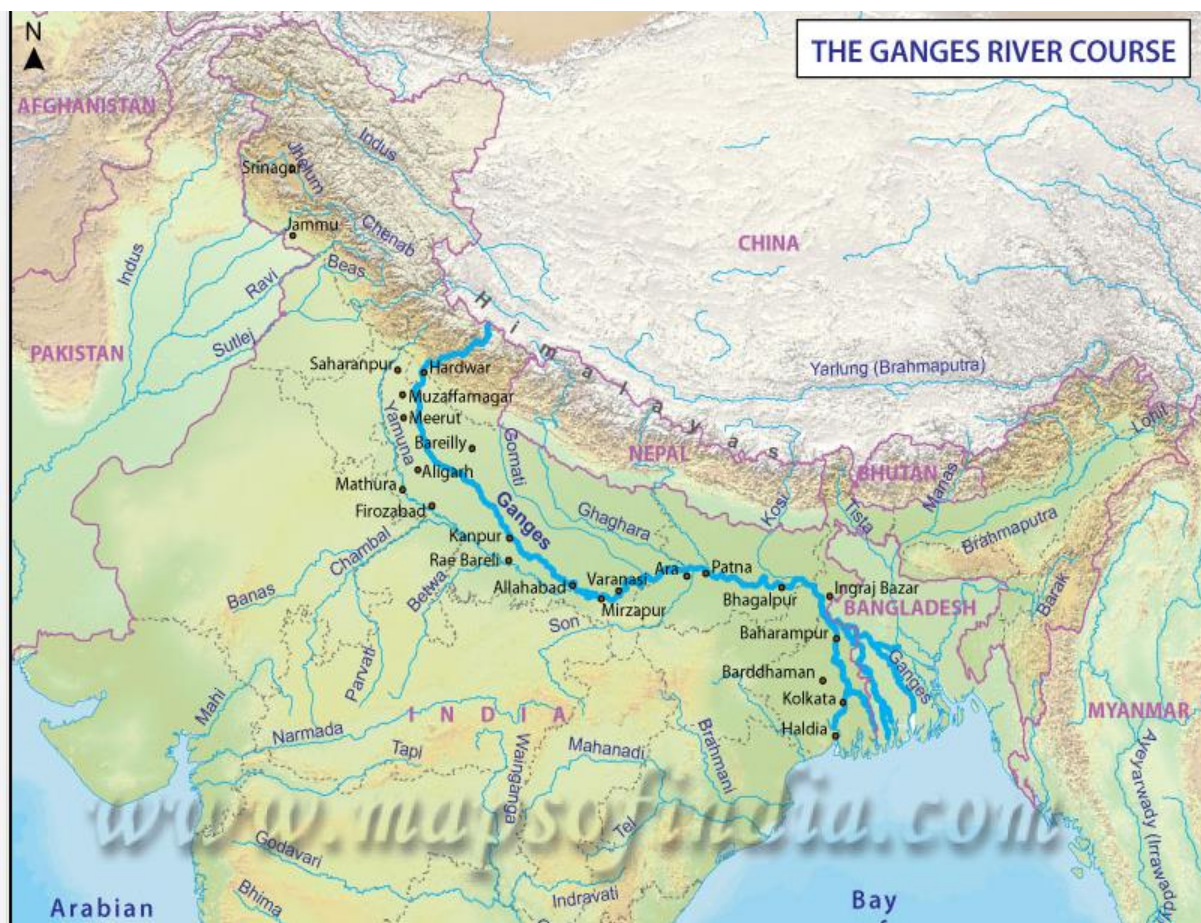 N
THE GANGES RIVER COURSE
AFGHANISTAN
Indus
Jhelum
Srinagar
Jammu
Chenab
CHINA
Indus
Ravi
Beas
Himalayas
Sutlej
PAKISTAN
Saharanpur
Hardwar
Yarlung (Brahmaputra)
Muzaffarnagar
Meerut
Yamuna
Lohit
Bareilly
Gomati
NEPAL
BHUTAN
Manas
Aligarh
Mathura
Kosi
Tista
Firozabad
Ganges
Ghaghara
Kanpur
Brahmaputra
Chambal
Rae Bareli
Ara
Patna
Banas
Betwa
Allahabad
Varanasi
Mirzapur
Bhagalpur
Ingraj Bazar
BANGLADESH
Barak
Son
Baharampur
Parvati
Ganges
Barddhaman
Mahi
Kolkata
INDIA
MYANMAR
Narmada
Haldia
Tapi
Wainganga
Mahanadi
Brahmani
Ayeyarwady (Irrawaddy)
www.mapsofindia.com
Tel
Godavari
Bhima
Indravati
Arabian
Bay